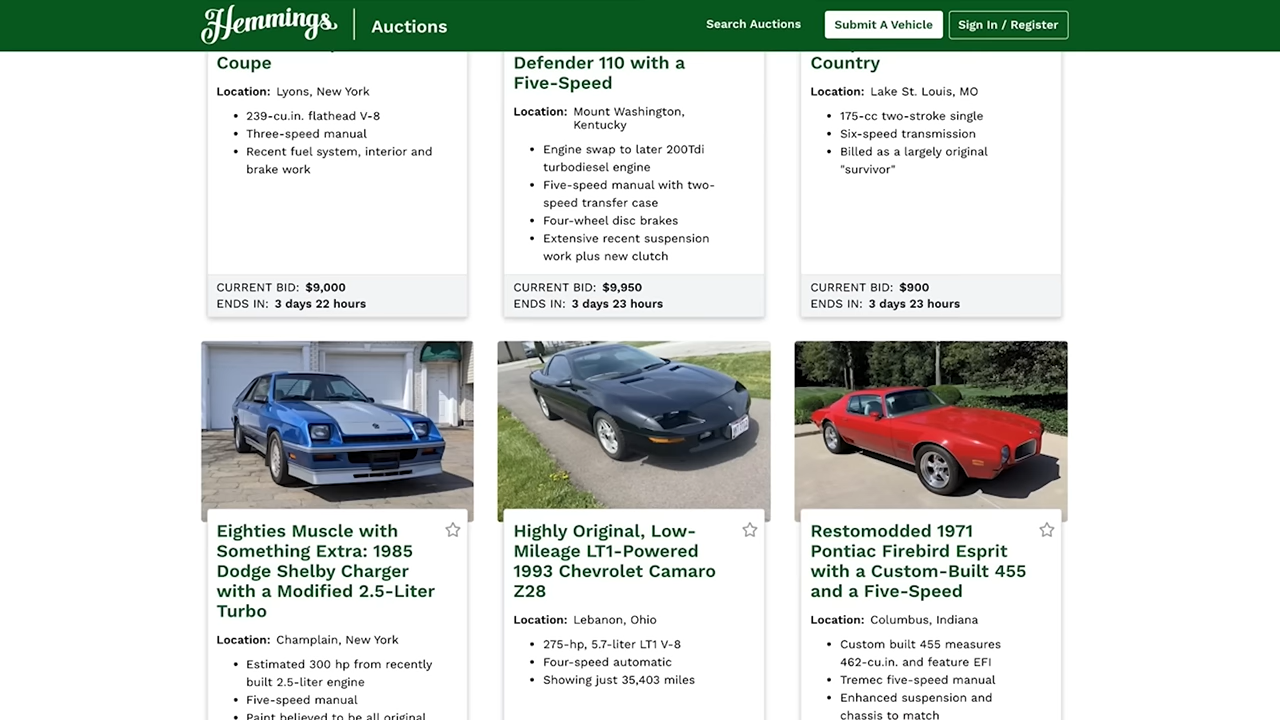 Hemmings
Auctions
Search Auctions
Submit A Vehicle
Sign In / Register
Coupe
Location: Lyons, New York
• 239-cu.in. flathead V-8
• Three-speed manual
• Recent fuel system, interior and
brake work
CURRENT BID: $9,000
ENDS IN: 3 days 22 hours
Defender 110 with a
Five-Speed
Location: Mount Washington,
Kentucky
• Engine swap to later 200Tdi
turbodiesel engine
• Five-speed manual with two-
speed transfer case
• Four-wheel disc brakes
• Extensive recent suspension
work plus new clutch
CURRENT BID: $9,950
ENDS IN: 3 days 23 hours
Country
Location: Lake St. Louis, MO
• 175-cc two-stroke single
• Six-speed transmission
• Billed as a largely original
"survivor"
CURRENT BID: $900
ENDS IN: 3 days 23 hours
Eighties Muscle with
Something Extra: 1985
Dodge Shelby Charger
with a Modified 2.5-Liter
Turbo
Location: Champlain, New York
• Estimated 300 hp from recently
built 2.5-liter engine
• Five-speed manual
• Paint believed to be all original
Highly Original, Low-
Mileage LT1-Powered
1993 Chevrolet Camaro
Z28
Location: Lebanon, Ohio
• 275-hp, 5.7-liter LT1 V-8
• Four-speed automatic
• Showing just 35,403 miles
Restomodded 1971
Pontiac Firebird Esprit
with a Custom-Built 455
and a Five-Speed
Location: Columbus, Indiana
• Custom built 455 measures
462-cu.in. and feature EFI
• Tremec five-speed manual
• Enhanced suspension and
chassis to match